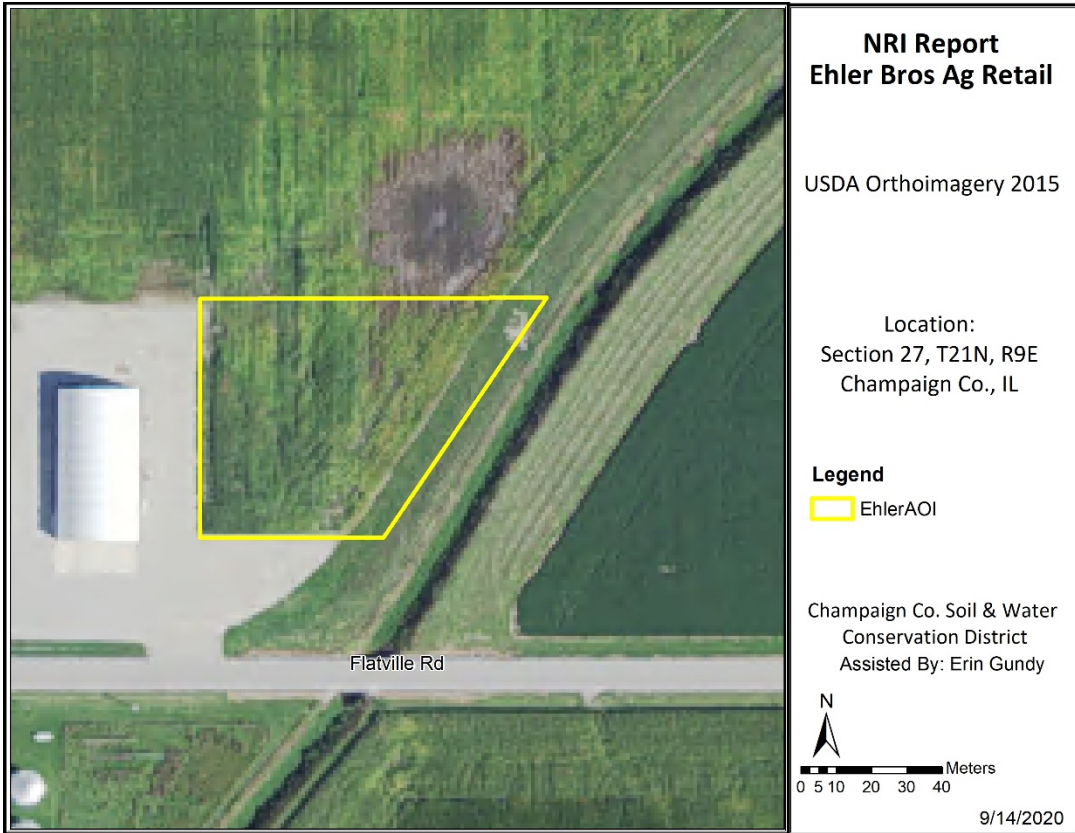 NRI Report
Ehler Bros Ag Retail
USDA Orthoimagery 2015
Location:
Section 27, T21N, R9E
Champaign Co., IL
Legend
EhlerAOI
Champaign Co. Soil & Water
Conservation District
Assisted By: Erin Gundy
Flatville Rd
N
Meters
0 5 10 20 30 40
9/14/2020